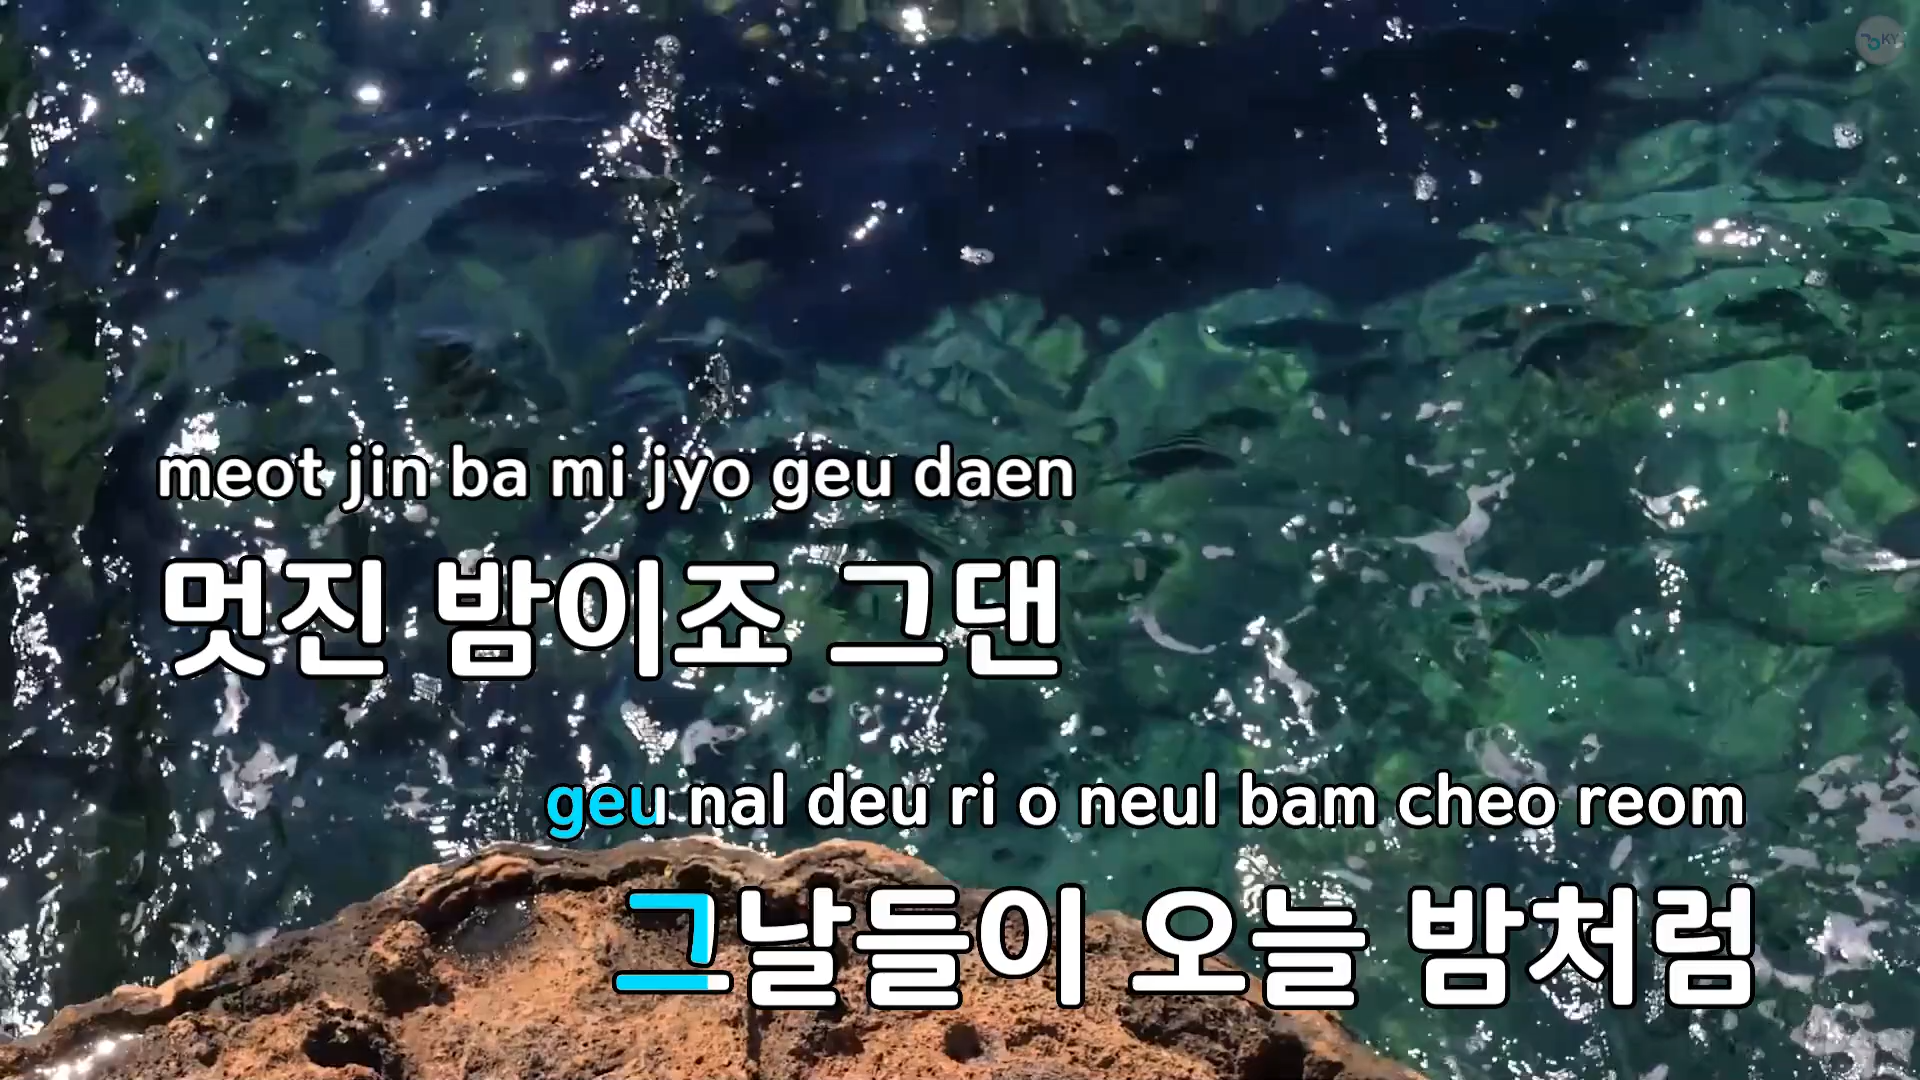 KY
meot jin ba mi jyo geu daen
멋진 밤이죠 그댄
geu nal deu ri o neul bam cheo reom
그날들이 오늘 밤처럼